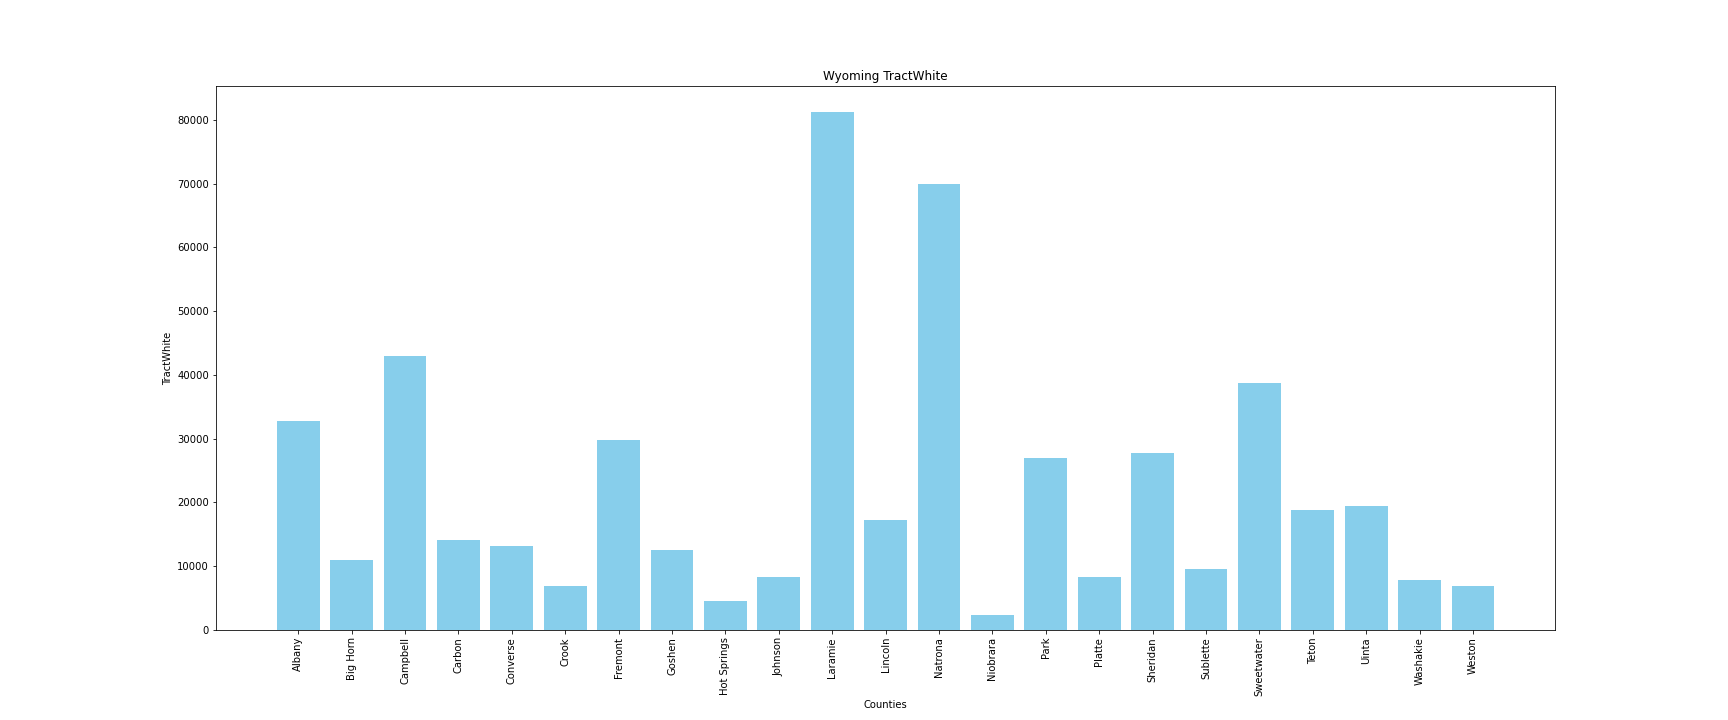 Wyoming TractWhite
TractWhite
80000
70000
60000
50000
40000
30000
20000
10000
0
Albany
Big Horn
Campbell
Carbon
Converse
Crook
Fremont
Goshen
Hot Springs
Johnson
Laramie
Lincoln
Natrona
Niobrara
Park
Platte
Sheridan
Sublette
Sweetwater
Teton
Uinta
Washakie
Weston
Counties